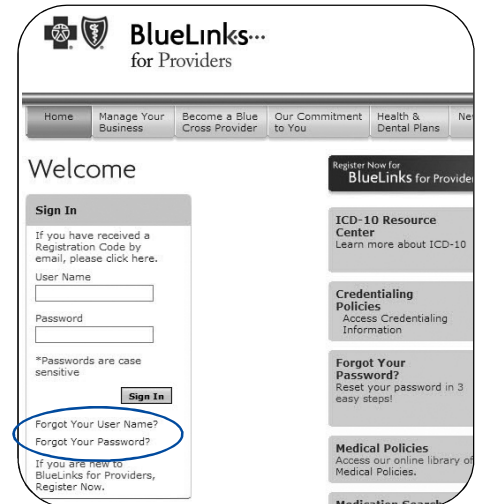 BlueLinks...
for Providers
Home
Manage Your
Business
Become a Blue
Cross Provider
Our Commitment
to You
Health &
Dental Plans
Welcome
Sign In
If you have received a
Registration Code by
email, please click here.
User Name
Password
*Passwords are case
sensitive
Sign In
Forgot Your User Name?
Forgot Your Password?
If you are new to
BlueLinks for Providers,
Register Now.
Register Now for
BlueLinks for Provider
ICD-10 Resource
Center
Learn more about ICD-10
Credentialing
Policies
Access Credentialing
Information
Forgot Your
Password?
Reset your password in 3
easy steps!
Medical Policies
Access our online library of
Medical Policies.
Medication Search